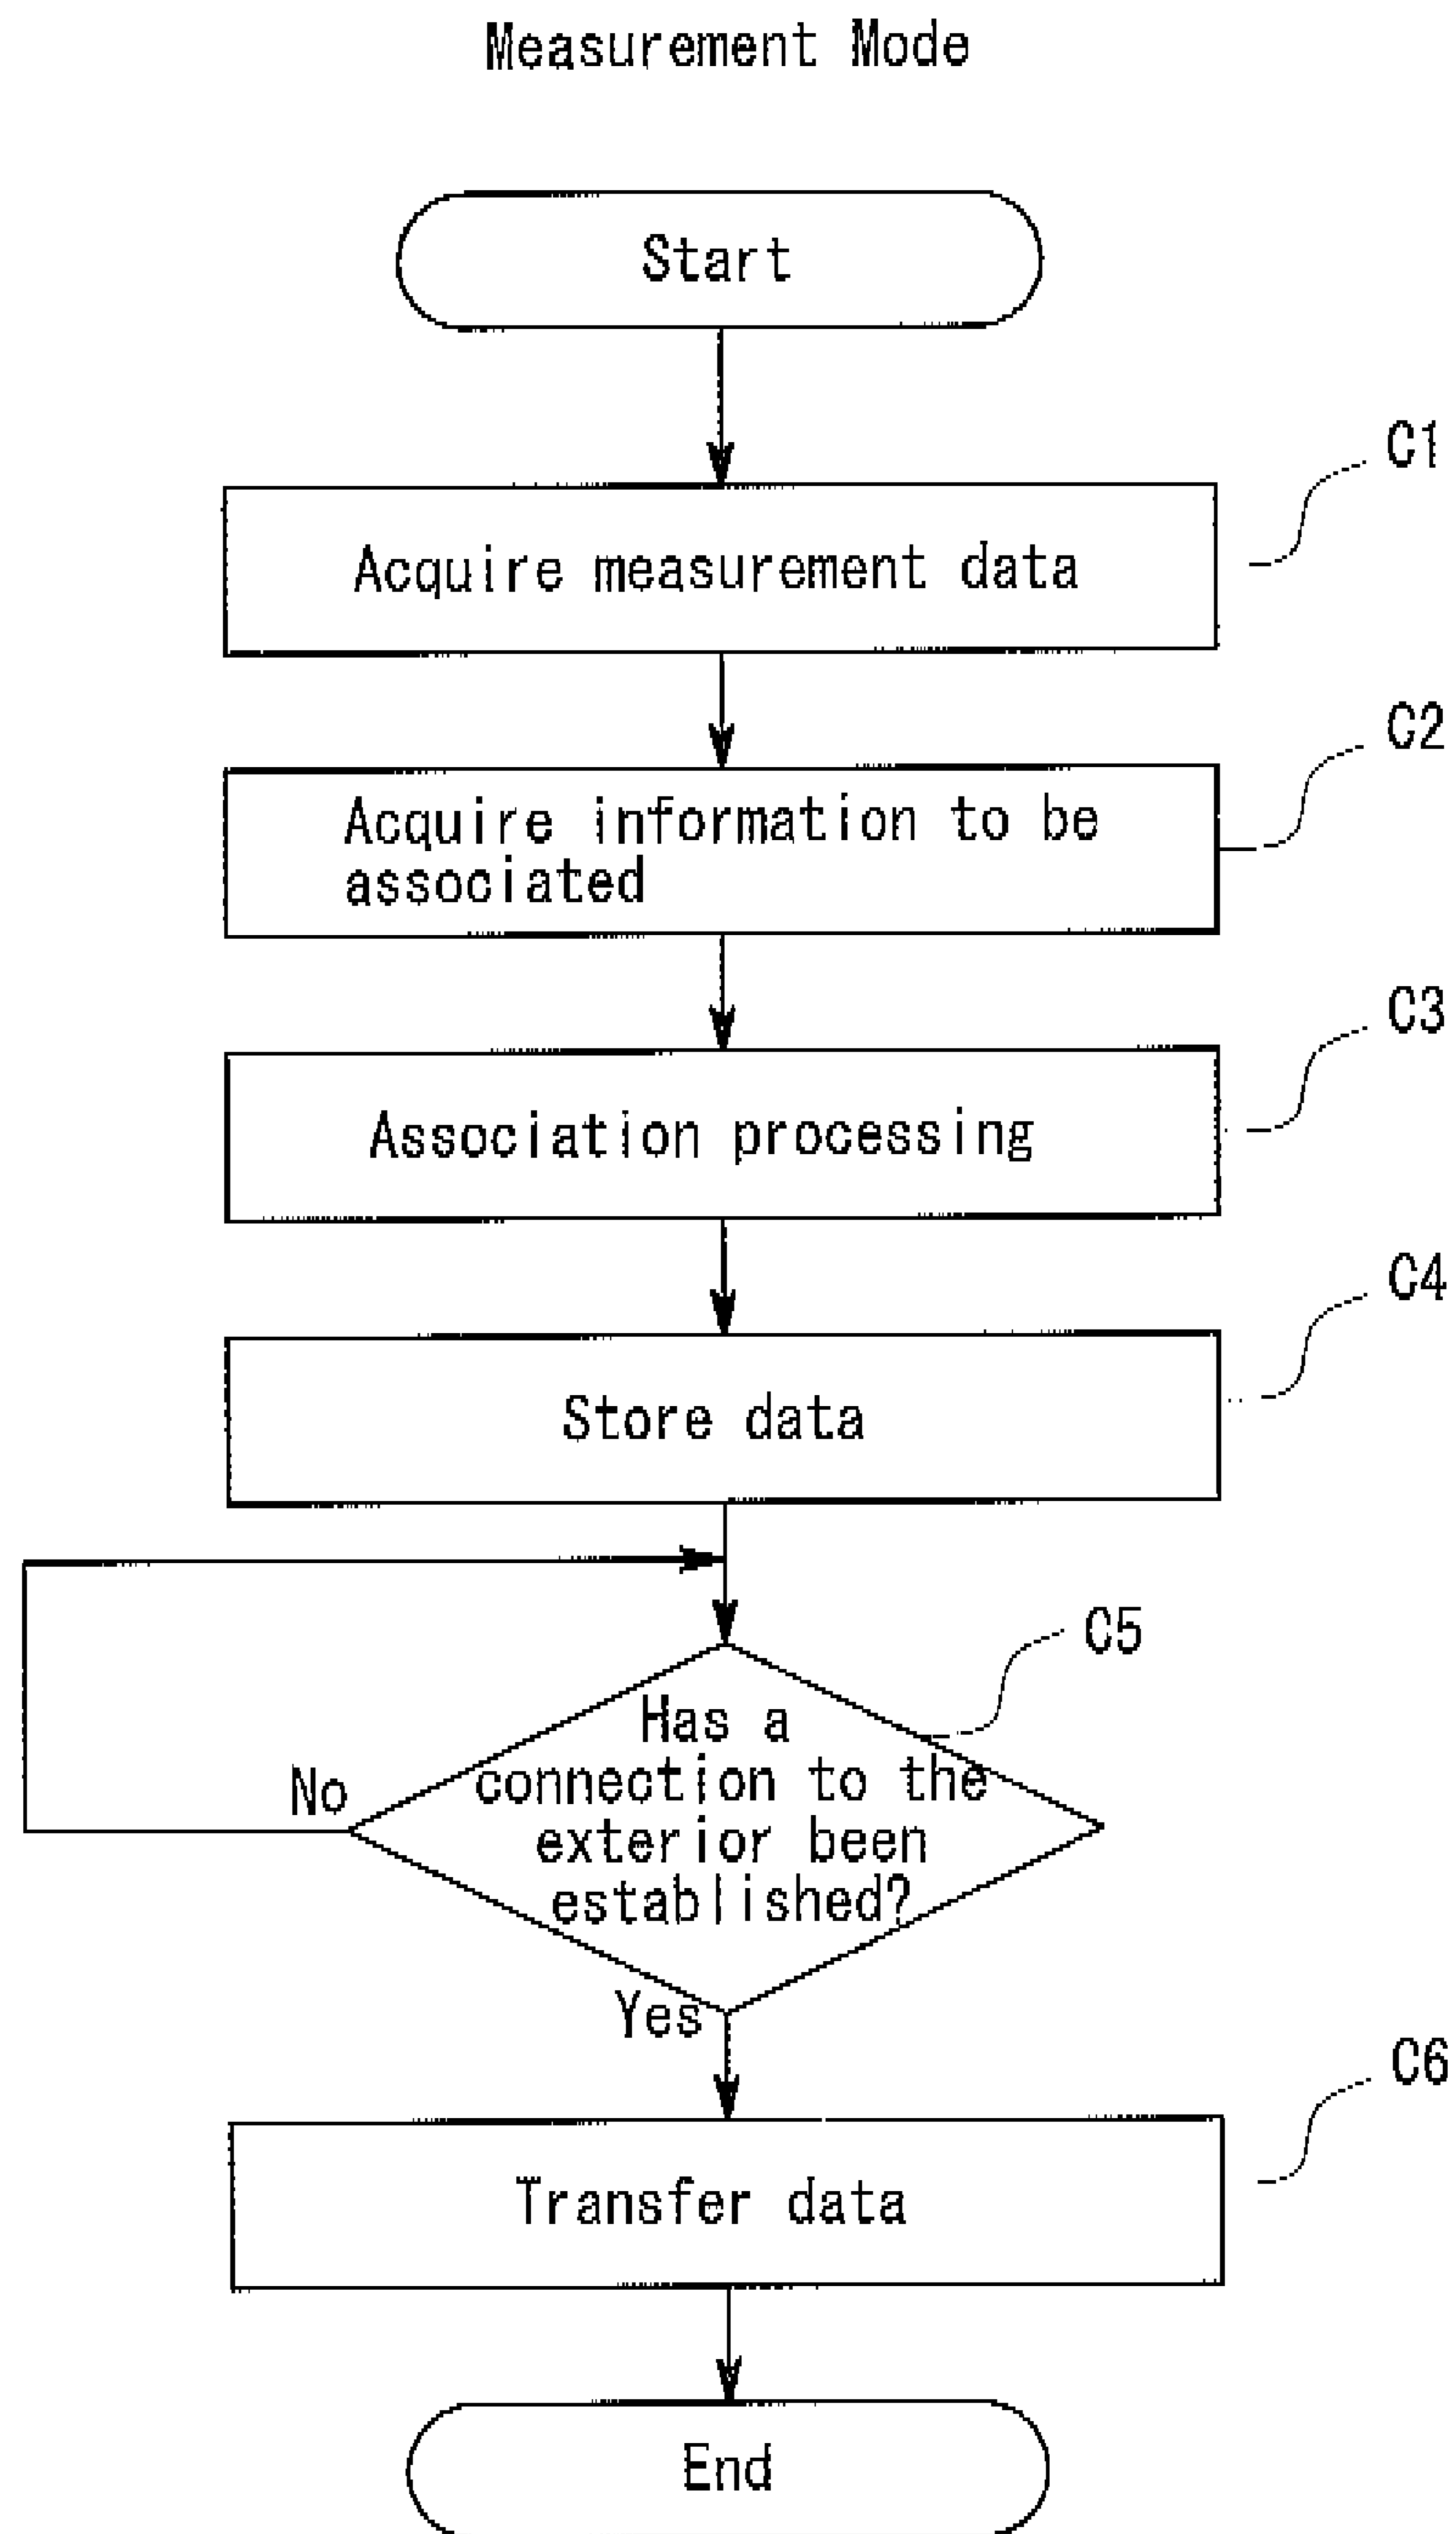 Measurement Mode
Start
C1
Acquire measurement data
C2
Acquire information to be
associated
C3
Association processing
C4
Store data
C5
Has a
connection to the
exterior been
established?
No
Yes
C6
Transfer data
End